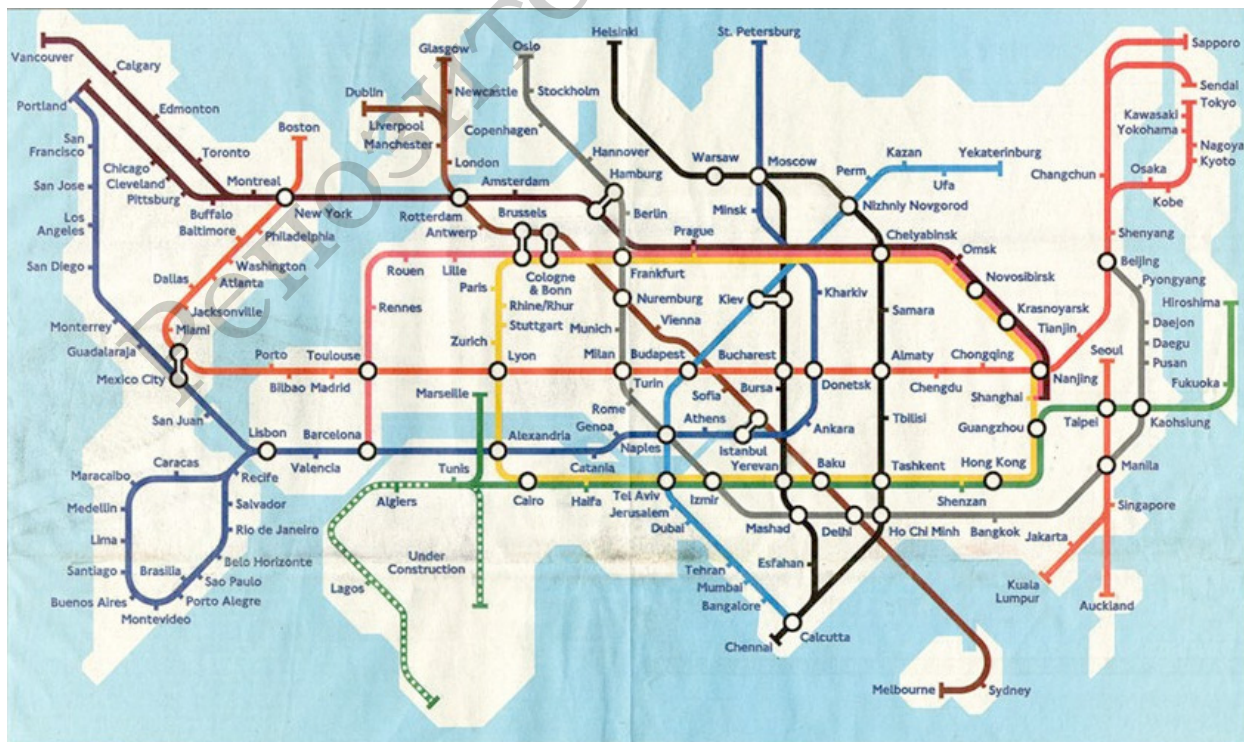 Репозито
Vancouver
Calgary
Edmonton
Portland
Toronto
San
Francisco
Chicago
Cleveland
Pittsburg
Buffalo
Montreal
Boston
New York
San Jose
Los
Angeles
San Diego
Baltimore
Philadelphia
Washington
Atlanta
Dallas
Jacksonville
Miami
Monterrey
Guadalaraja
Mexico City
San Juan
Glasgow
Newcastle
Dublin
Liverpool
Manchester
London
Oslo
Stockholm
Copenhagen
Hannover
Hamburg
Berlin
Amsterdam
Rotterdam
Antwerp
Brussels
Cologne
& Bonn
Helsinki
St. Petersburg
Warsaw
Moscow
Minsk
Kazan
Yekaterinburg
Perm
Ufa
Nizhniy Novgorod
Prague
Chelyabinsk
Omsk
Novosibirsk
Krasnoyarsk
Tianjin
Sapporo
Sendai
Tokyo
Kawasaki
Yokohama
Nagoya
Kyoto
Osaka
Kobe
Changchun
Shenyang
Beijing
Pyongyang
Hiroshima
Daejon
Daegu
Pusan
Fukuoka
Seoul
Rouen
Lille
Rennes
Paris
Rhine/Rhur
Stuttgart
Zurich
Frankfurt
Nuremburg
Munich
Vienna
Kiev
Kharkiv
Samara
Porto
Toulouse
Bilbao
Madrid
Lyon
Milan
Turin
Budapest
Bucharest
Bursa
Donetsk
Almaty
Chongqing
Chengdu
Nanjing
Shanghai
Marseille
Rome
Sofia
Tbilisi
Guangzhou
Taipei
Kaohsiung
Lisbon
Barcelona
Valencia
Alexandria
Genoa
Naples
Athens
Catania
Istanbul
Ankara
Yerevan
Baku
Tashkent
Hong Kong
Shenzan
Manila
Maracaibo
Caracas
Recife
Salvador
Medellin
Rio de Janeiro
Lima
Belo Horizonte
Santiago
Brasilia
Sao Paulo
Buenos Aires
Porto Alegre
Montevideo
Tunis
Algiers
Cairo
Haifa
Tel Aviv
Jerusalem
Izmir
Dubai
Mashad
Delhi
Ho Chi Minh
Bangkok
Jakarta
Singapore
Lagos
Under
Construction
Tehran
Mumbai
Bangalore
Esfahan
Chennai
Calcutta
Kuala
Lumpur
Auckland
Melbourne
Sydney